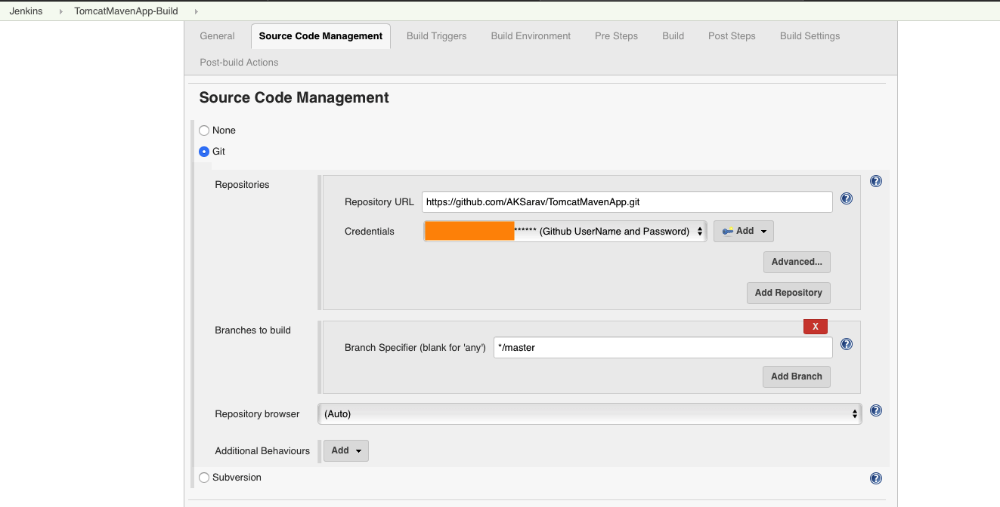 Jenkins TomcatMavenApp-Build
General Source Code Management Build Triggers Build Environment Pre Steps Build Post Steps Build Settings
Post-build Actions
Source Code Management
None
Git
Repositories
?
Repository URL https://github.com/AKSarav/TomcatMavenApp.git ?
Credentials ****** (Github UserName and Password) Add
Advanced...
Add Repository
Branches to build
X
Branch Specifier (blank for 'any') */master ?
Add Branch
Repository browser (Auto) ?
Additional Behaviours Add
Subversion ?